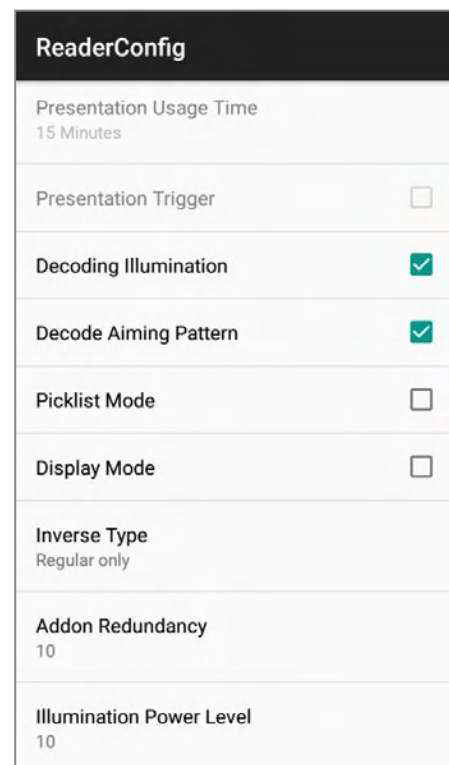 ReaderConfig
Presentation Usage Time
15 Minutes
Presentation Trigger
Decoding Illumination
Decode Aiming Pattern
Picklist Mode
Display Mode
Inverse Type
Regular only
Addon Redundancy
10
Illumination Power Level
10